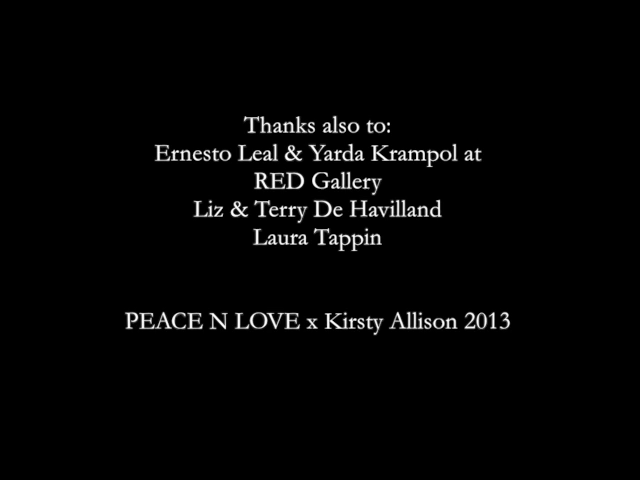 Thanks also to:
Ernesto Leal & Yarda Krampol at
RED Gallery
Liz & Terry De Havilland
Laura Tappin
PEACE N LOVE x Kirsty Allison 2013